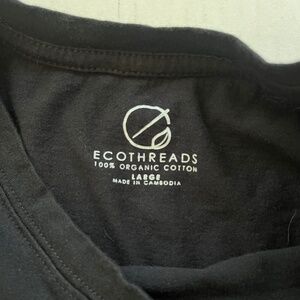 ECOTHREADS
100% ORGANIC COTTON
LARGE
MADE IN CAMBODIA